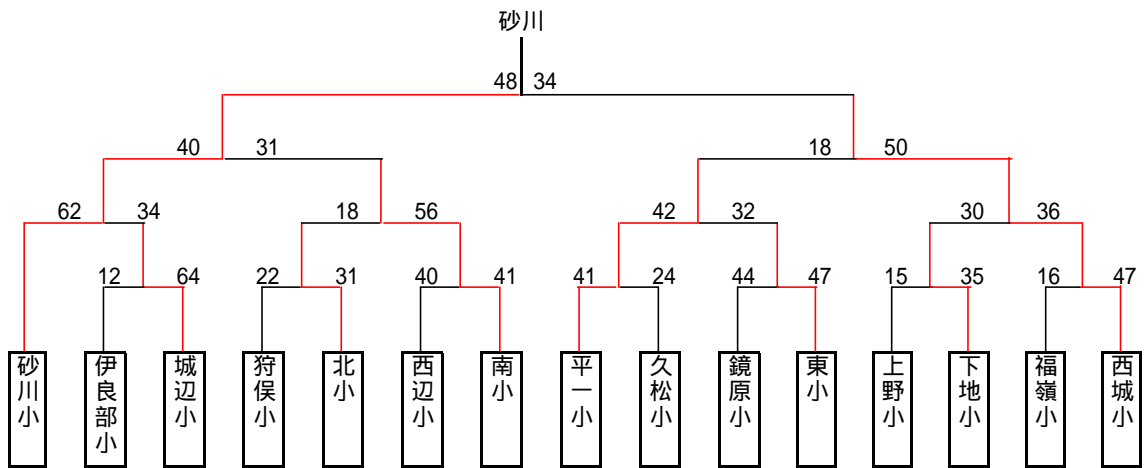 砂川
48 34
40 31 18 50
62 34 18 56 42 32 30 36
12 64 22 31 40 41 41 24 44 47 15 35 16 47
砂川小
伊良部小
城辺小
狩俣小
北小
西辺小
南小
平一小
久松小
鏡原小
東小
上野小
下地小
福嶺小
西城小